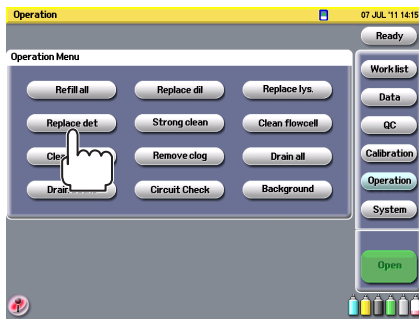 Operation
07 JUL '11 14:15
Ready
Operation Menu
Refill all
Replace dil
Replace lys.
Replace det
Strong clean
Clean flowcell
Remove clog
Drain all
Circuit Check
Background
Work list
Data
QC
Calibration
Operation
System
Open